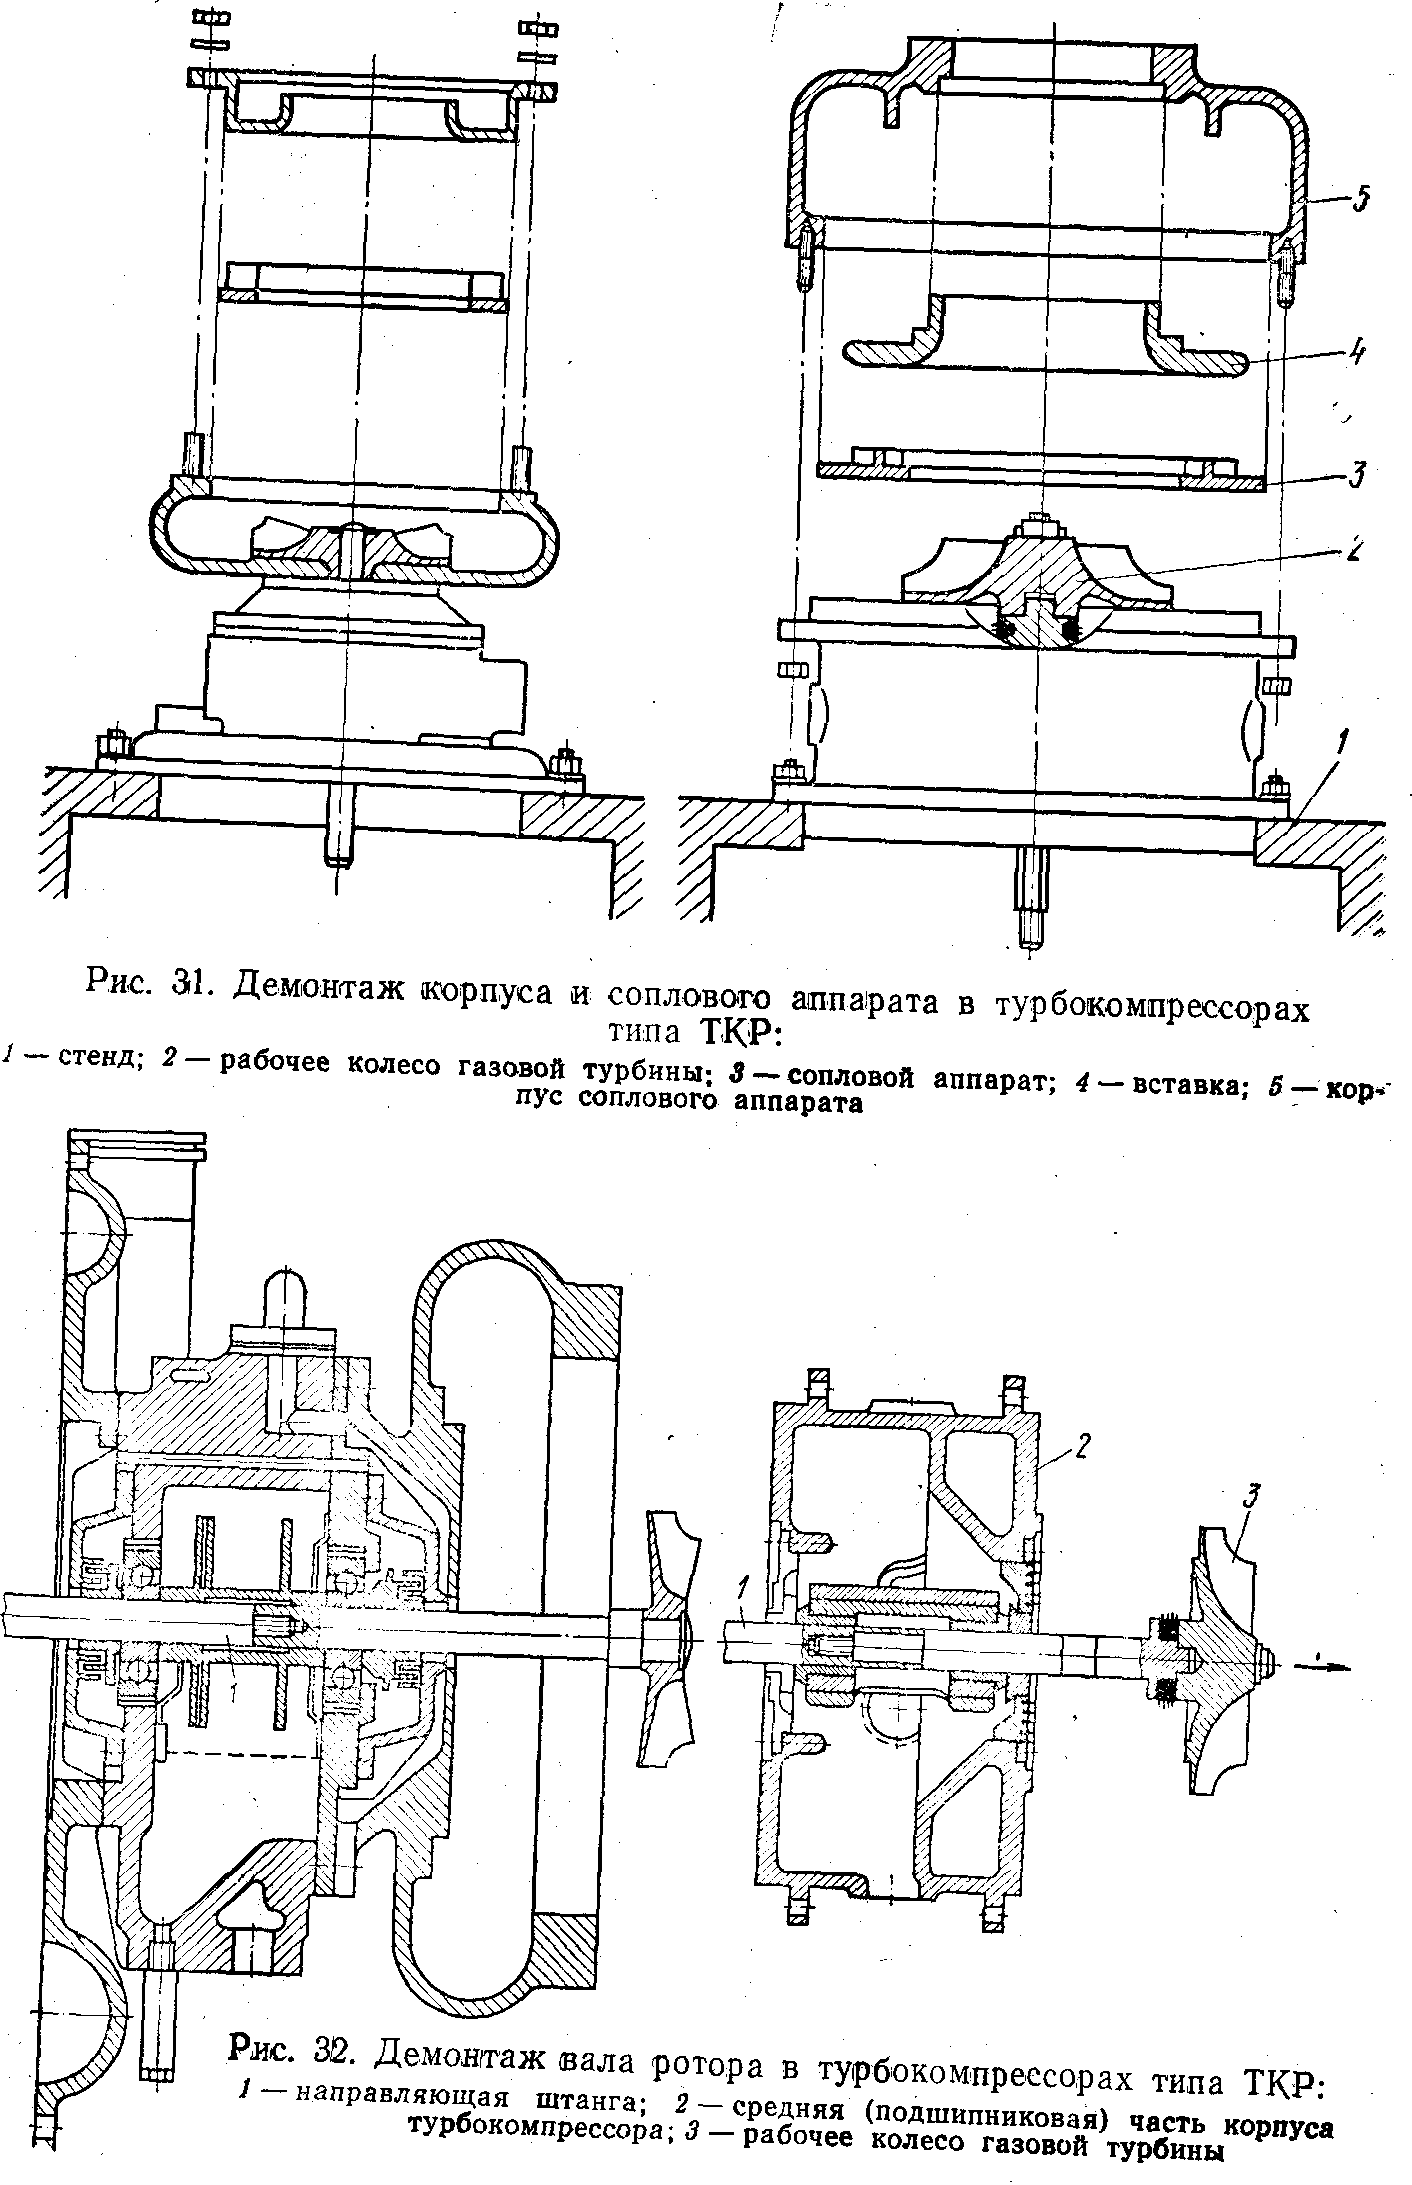 5
4
3
2
1
Рис. 31. Демонтаж корпуса и соплового аппарата в турбокомпрессорах
типа ТКР:
1 — стенд; 2 — рабочее колесо газовой турбины; 3 — сопловой аппарат; 4 — вставка; 5 — кор-
пус соплового аппарата
2
3
1
1
Рис. 32. Демонтаж вала ротора в турбокомпрессорах типа ТКР:
1 — направляющая штанга; 2 — средняя (подшипниковая) часть корпуса
турбокомпрессора; 3 — рабочее колесо газовой турбины